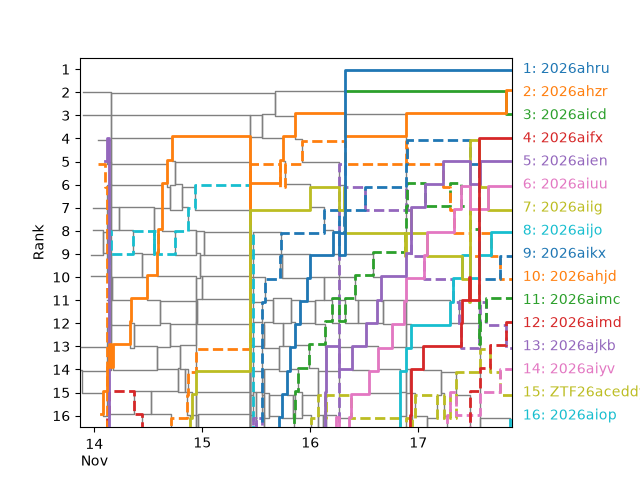 1
2
3
4
5
6
7
8
9
10
11
12
13
14
15
16
Rank
14
15
16
17
Nov
1: 2026ahru
2: 2026ahzr
3: 2026aicd
4: 2026aifx
5: 2026aien
6: 2026aiuu
7: 2026aiig
8: 2026aijo
9: 2026aikx
10: 2026ahjd
11: 2026aimc
12: 2026aimd
13: 2026ajkb
14: 2026aiyv
15: ZTF26acedd
16: 2026aiop